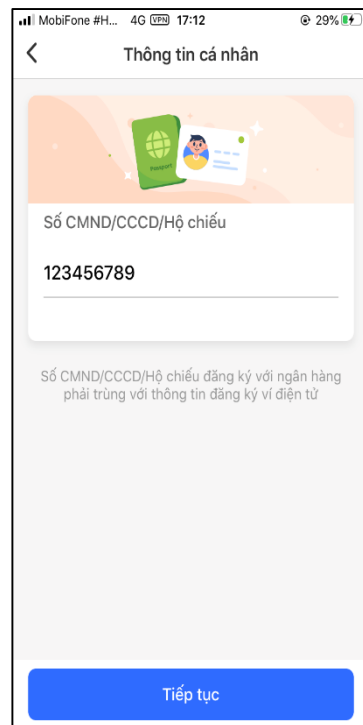 MobiFone #H... 4G VPN 17:12 29%
Thông tin cá nhân
Passport
Số CMND/CCCD/Hộ chiếu
123456789
Số CMND/CCCD/Hộ chiếu đăng ký với ngân hàng
phải trùng với thông tin đăng ký ví điện tử
Tiếp tục